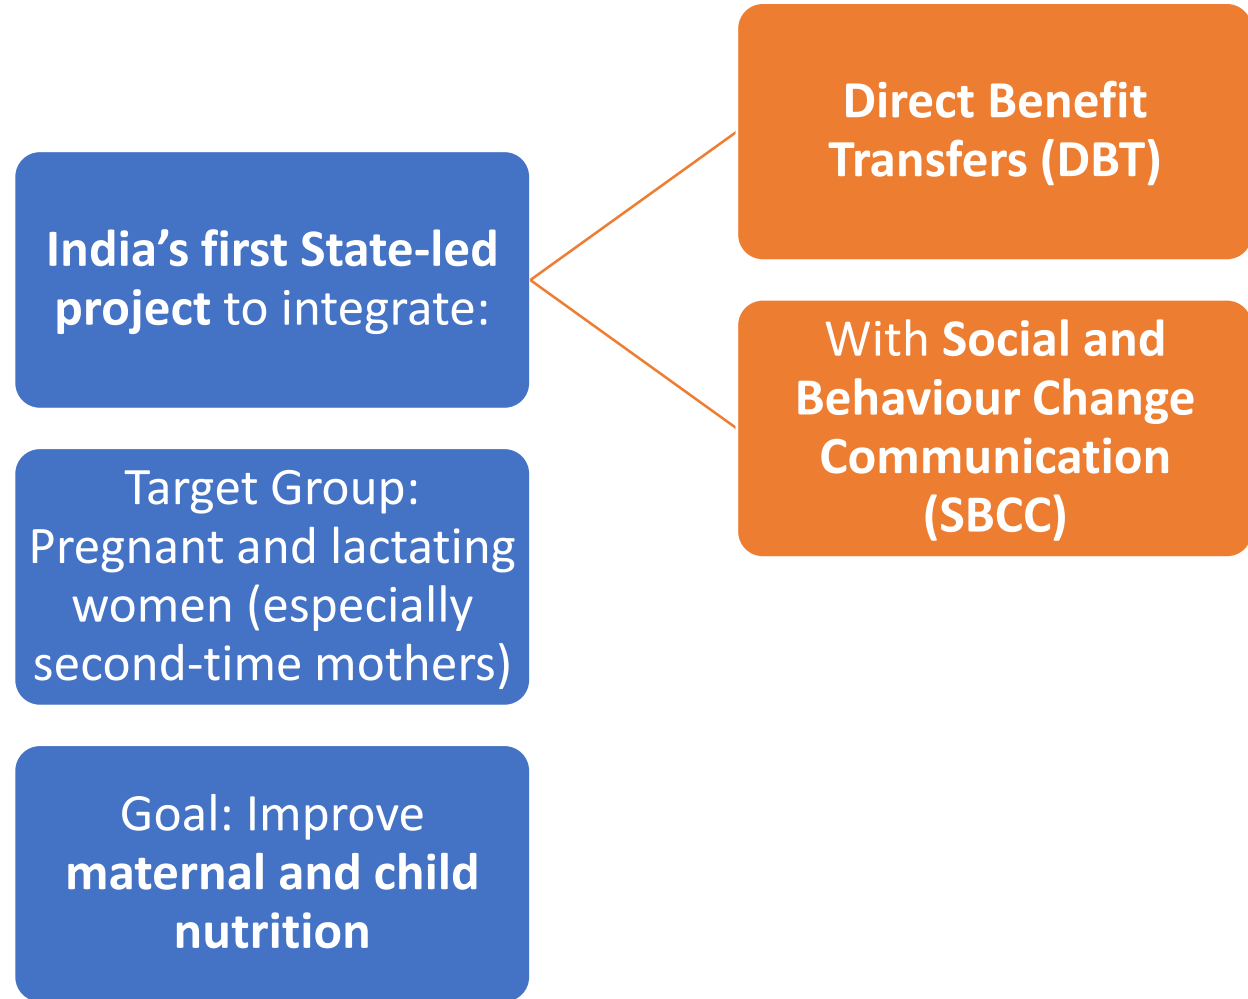 India’s first State-led
project to integrate:
Direct Benefit
Transfers (DBT)
With Social and
Behaviour Change
Communication
(SBCC)
Target Group:
Pregnant and lactating
women (especially
second-time mothers)
Goal: Improve
maternal and child
nutrition